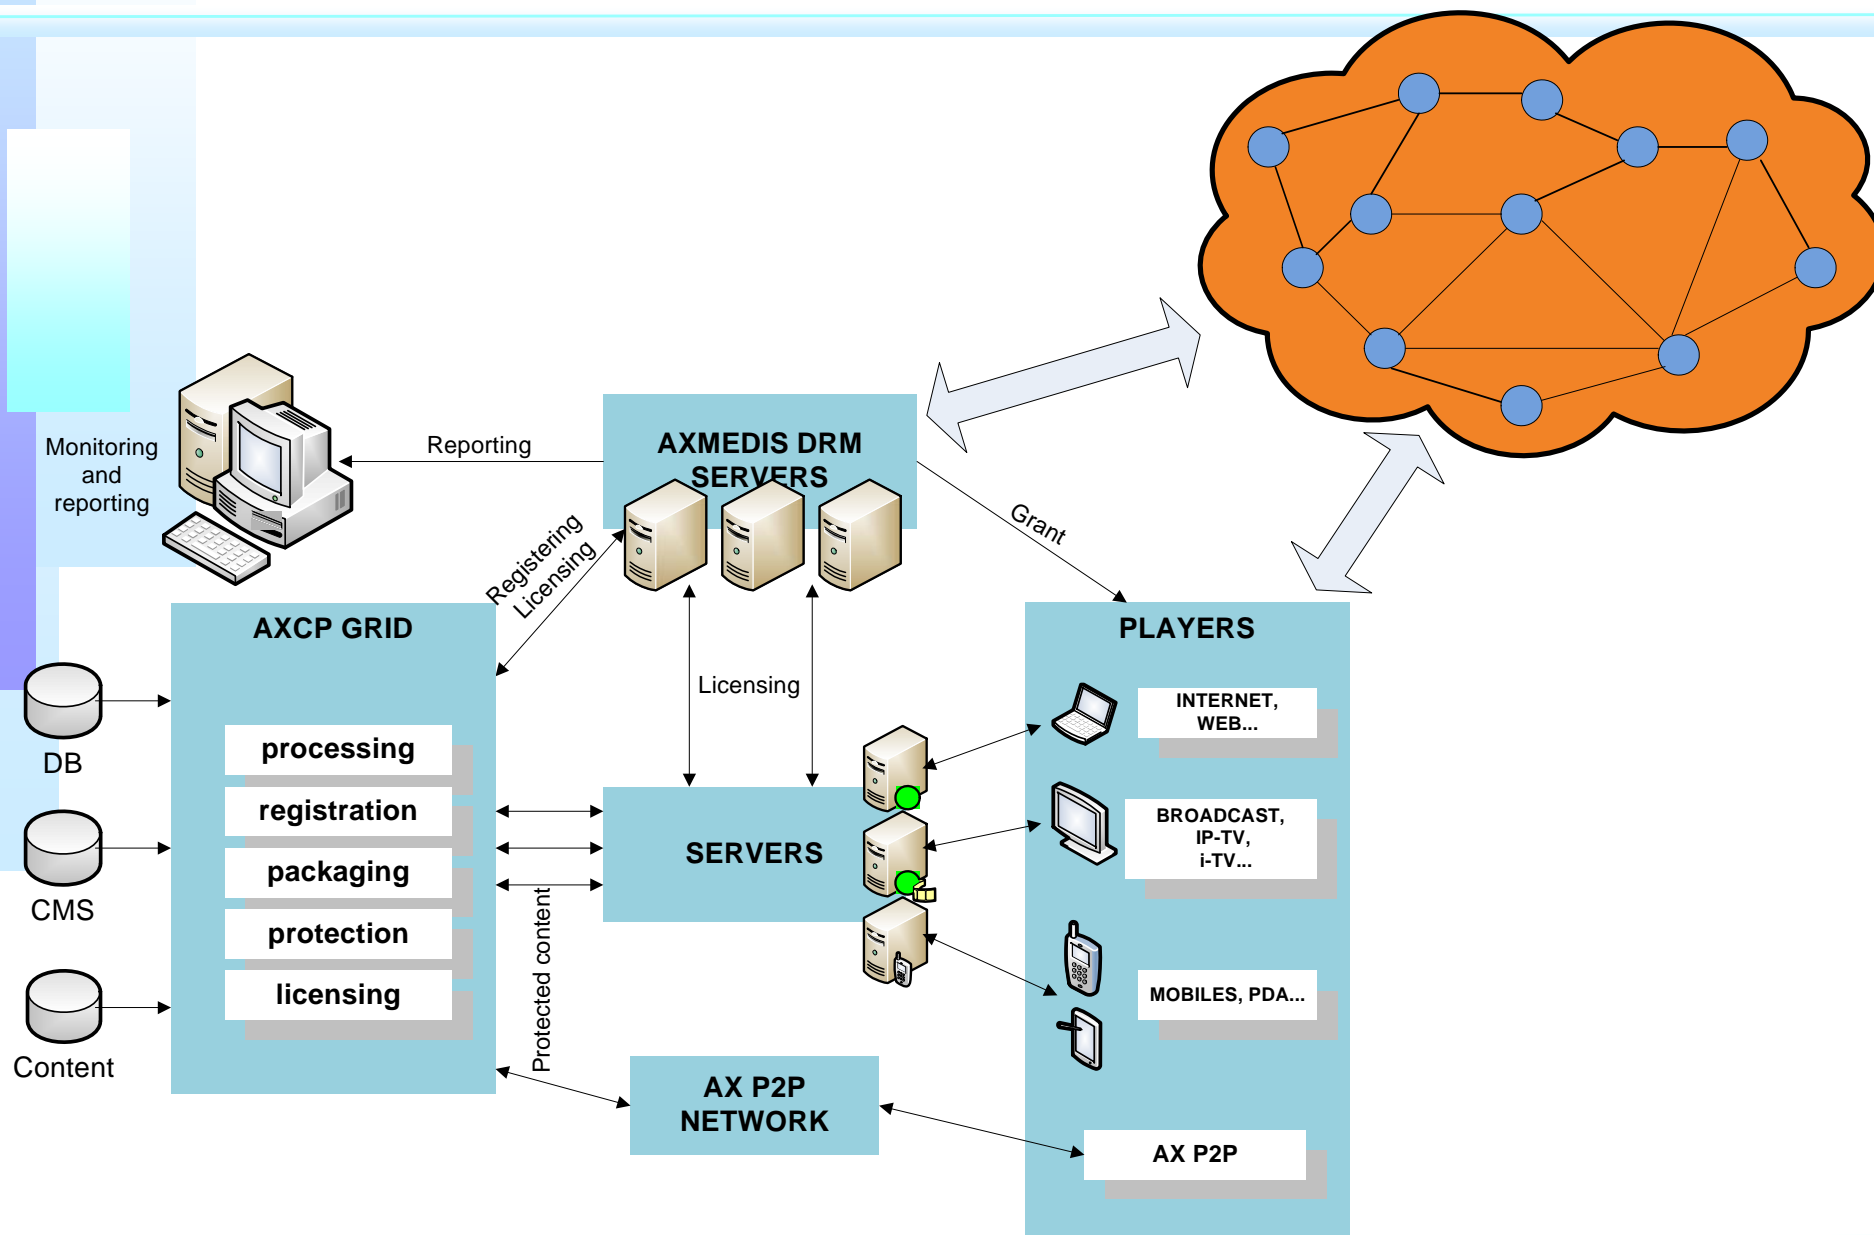 Monitoring
and
reporting
Reporting
AXMEDIS DRM
SERVERS
Grant
Registering
Licensing
AXCP GRID
processing
registration
packaging
protection
licensing
DB
CMS
Content
Licensing
SERVERS
Protected content
AX P2P
NETWORK
PLAYERS
INTERNET,
WEB...
BROADCAST,
IP-TV,
i-TV...
MOBILES, PDA...
AX P2P